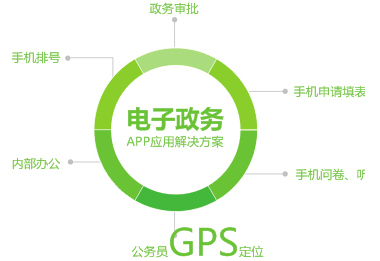 政务审批
手机排号
手机申请填表
电子政务
APP应用解决方案
内部办公
手机问卷、听
公务员GPS定位